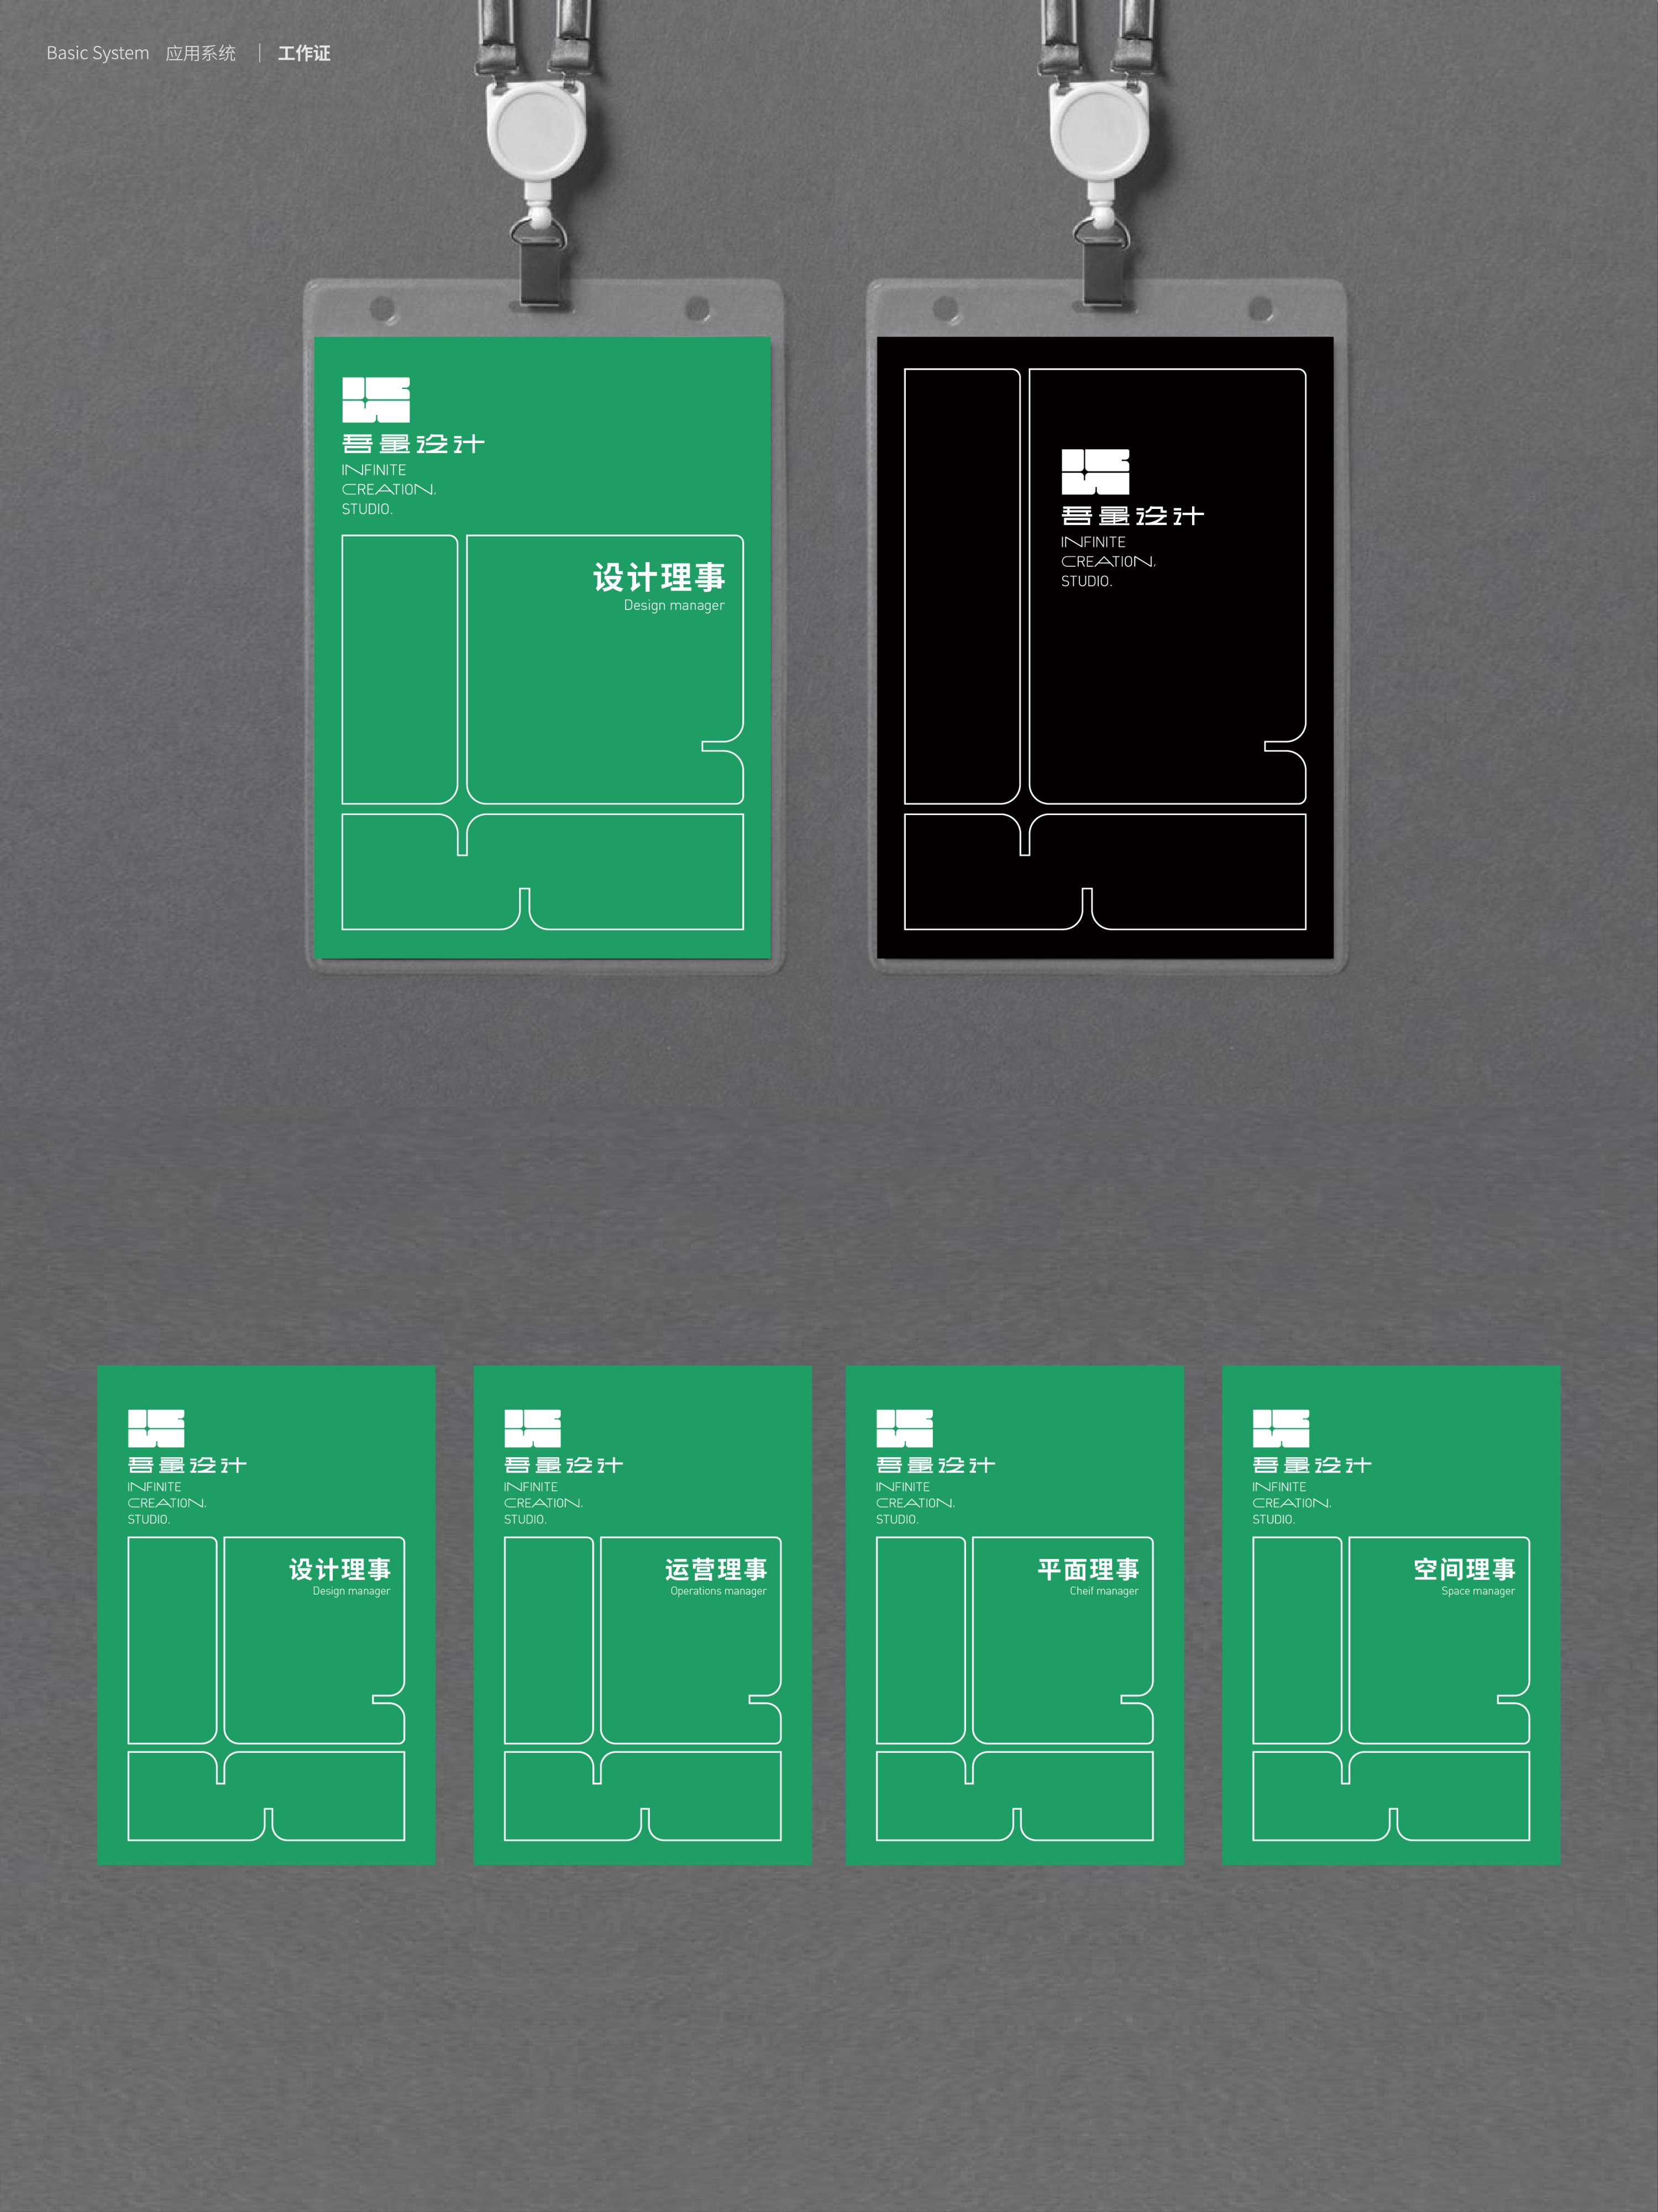 Basic System 应用系统 | 工作证
吾量设计
INFINITE
CREATION.
STUDIO.
设计理事
Design manager
吾量设计
INFINITE
CREATION.
STUDIO.
吾量设计
INFINITE
CREATION.
STUDIO.
设计理事
Design manager
吾量设计
INFINITE
CREATION.
STUDIO.
运营理事
Operations manager
吾量设计
INFINITE
CREATION.
STUDIO.
平面理事
Cheif manager
吾量设计
INFINITE
CREATION.
STUDIO.
空间理事
Space manager